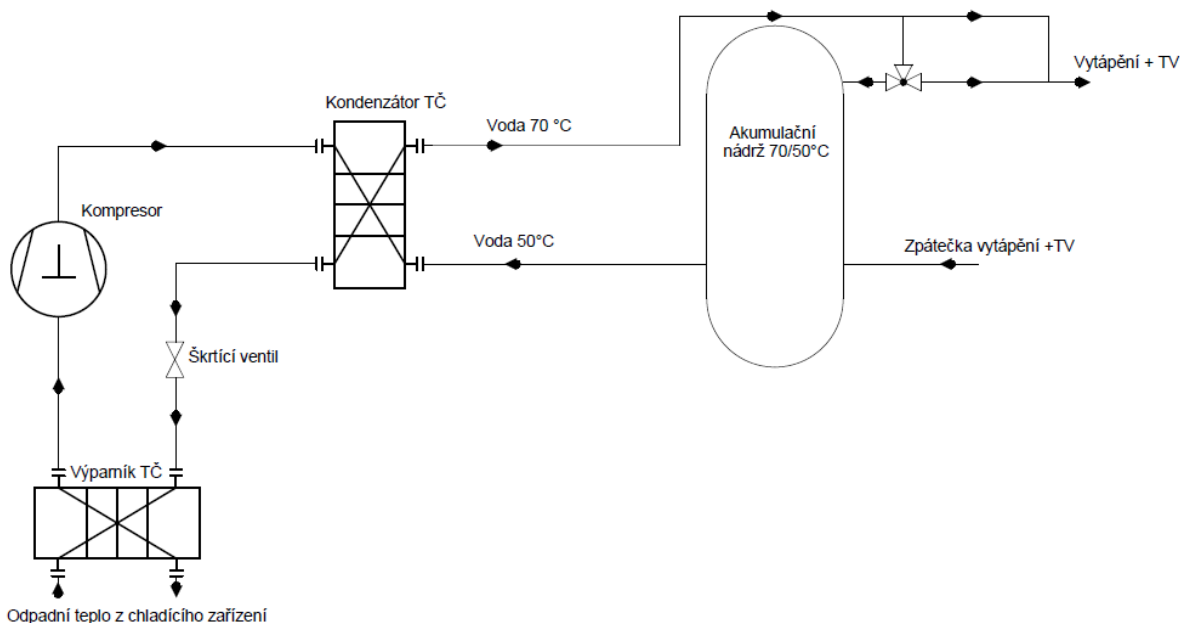 Vytápění + TV
Kondenzátor TČ
Voda 70 °C
Akumulační
nádrž 70/50°C
Kompresor
Voda 50°C
Zpátečka vytápění +TV
Škrtící ventil
Výparník TČ
Odpadní teplo z chladícího zařízení